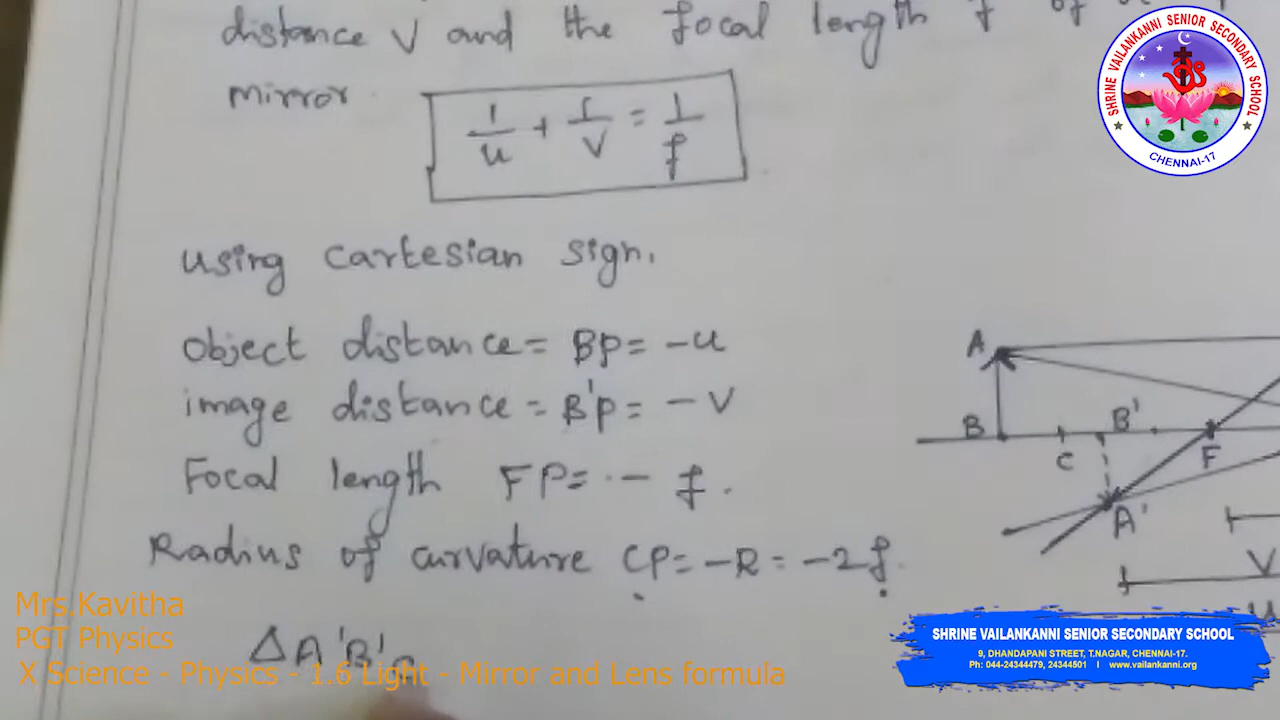 distance v and the focal length f of
mirror
1/u + 1/v = 1/f
using cartesian sign.
object distance = BP = -u
image distance = B'P = -v
Focal length FP = - f.
Radius of curvature CP = -R = -2f.
Δ A'B'
A
B
C
B'
F
A'
V
u
Mrs.Kavitha
PGT Physics
X Science - Physics - 1.6 Light - Mirror and Lens formula
SHRINE VAILANKANNI SENIOR SECONDARY SCHOOL
CHENNAI-17
SHRINE VAILANKANNI SENIOR SECONDARY SCHOOL
9, DHANDAPANI STREET, T.NAGAR, CHENNAI-17.
Ph: 044-24344479, 24344501 | www.vailankanni.org